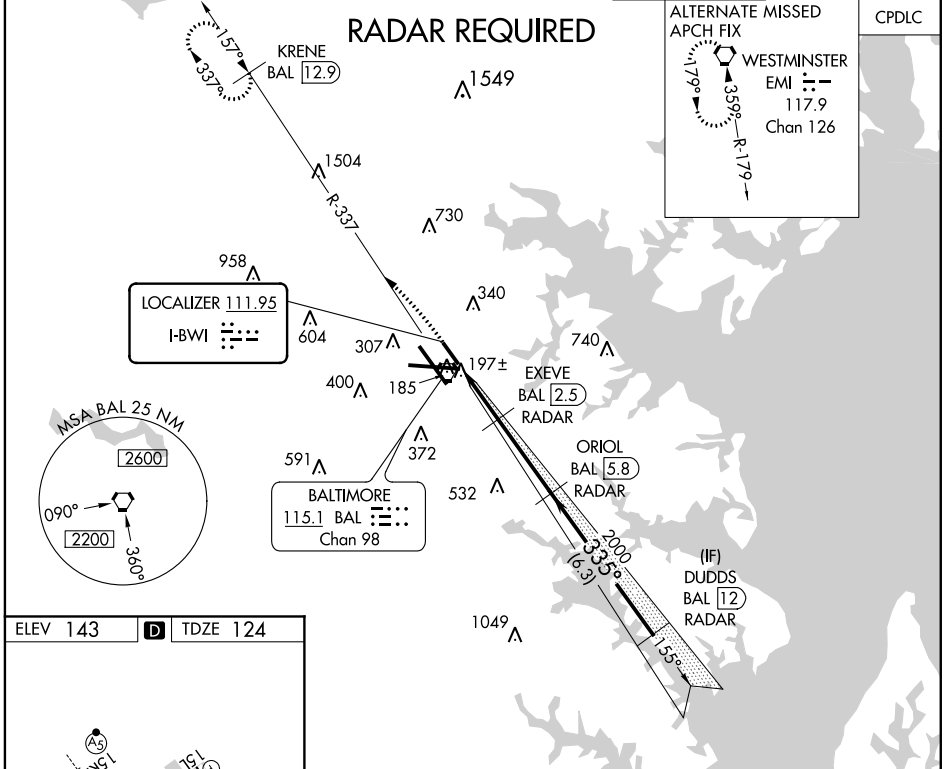 RADAR REQUIRED
ALTERNATE MISSED
APCH FIX
WESTMINSTER
EMI
117.9
Chan 126
179°
359°
R-179
CPDLC
157°
337°
KRENE
BAL 12.9
1549
1504
R-337
730
958
LOCALIZER 111.95
I-BWI
604
340
307
740
197±
185
400
EXEVE
BAL 2.5
RADAR
MSA BAL 25 NM
2600
090°
2200
360°
372
591
ORIOL
BAL 5.8
RADAR
532
BALTIMORE
115.1 BAL
Chan 98
2000
335°
(6.3)
(IF)
DUDDS
BAL 12
RADAR
1049
155°
ELEV 143
D
TDZE 124
A5
15R
15L